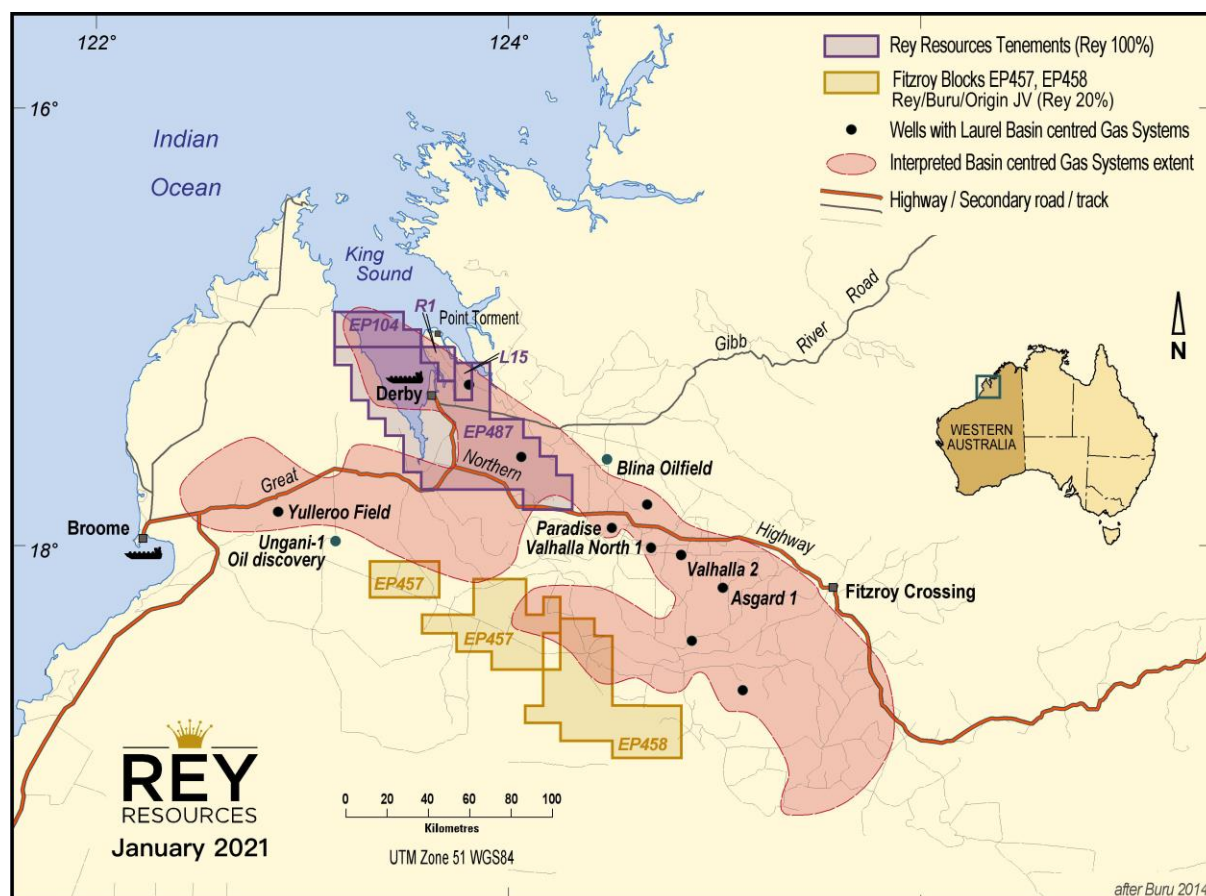 122°
124°
16°
18°
Rey Resources Tenements (Rey 100%)
Fitzroy Blocks EP457, EP458
Rey/Buru/Origin JV (Rey 20%)
Wells with Laurel Basin centred Gas Systems
Interpreted Basin centred Gas Systems extent
Highway / Secondary road / track
Indian
Ocean
King
Sound
R1
EP104
Point Torment
L15
Derby
EP487
Gibb
River
Road
N
WESTERN
AUSTRALIA
Great
Northern
Highway
Blina Oilfield
Yulleroo Field
Broome
Ungani-1
Oil discovery
Paradise
Valhalla North 1
Valhalla 2
Asgard 1
Fitzroy Crossing
EP457
EP457
EP458
REY
RESOURCES
January 2021
0 20 40 60 80 100
Kilometres
UTM Zone 51 WGS84
after Buru 2014